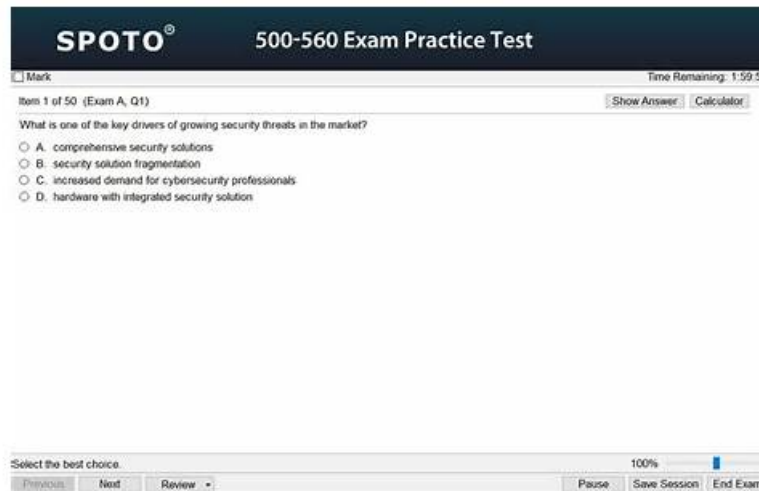 SPOTO® 500-560 Exam Practice Test
Mark Time Remaining: 1:59:5
Item 1 of 50 (Exam A, Q1) Show Answer Calculator
What is one of the key drivers of growing security threats in the market?
A. comprehensive security solutions
B. security solution fragmentation
C. increased demand for cybersecurity professionals
D. hardware with integrated security solution
Select the best choice. 100%
Previous Next Review Pause Save Session End Exam